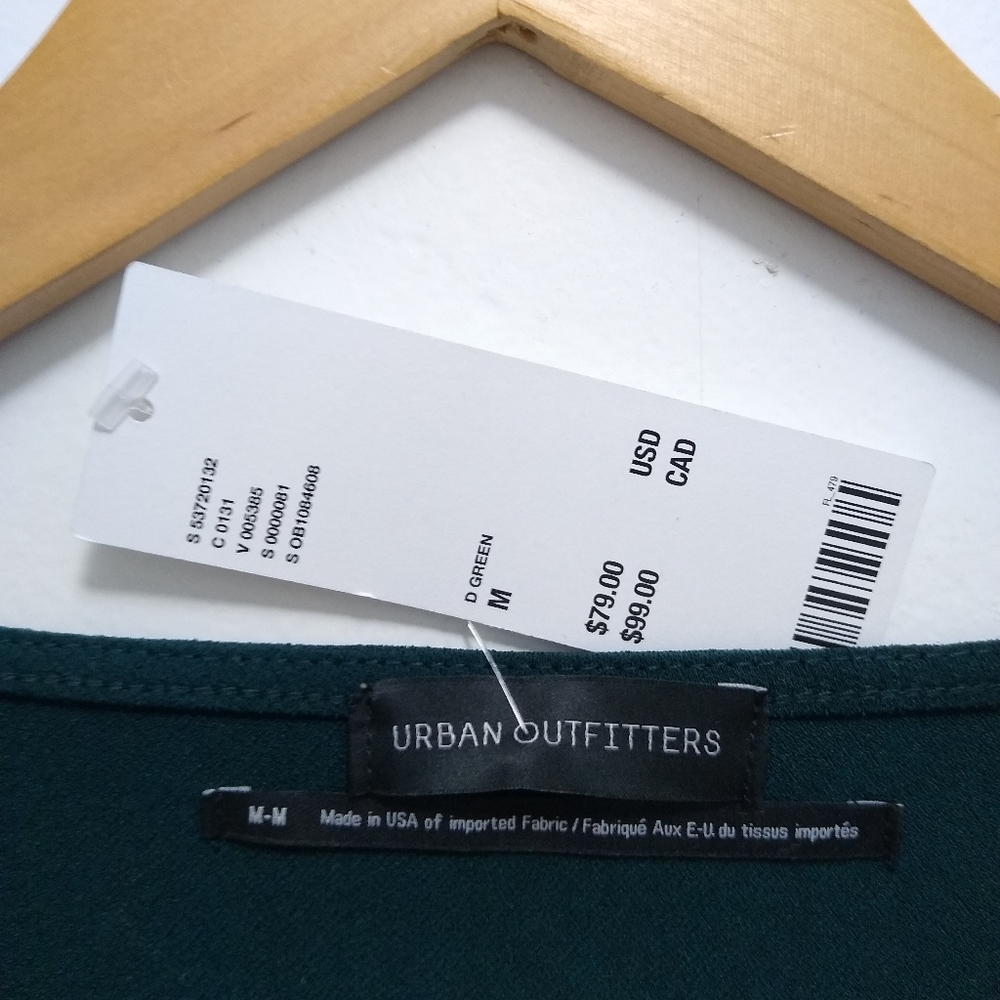 S 53720132
C 0131
V 005385
S 0000081
S OB1084608
D GREEN
M
$79.00 USD
$99.00 CAD
FL_479
URBAN OUTFITTERS
M-M Made in USA of imported Fabric / Fabriqué Aux E-U. du tissus importés